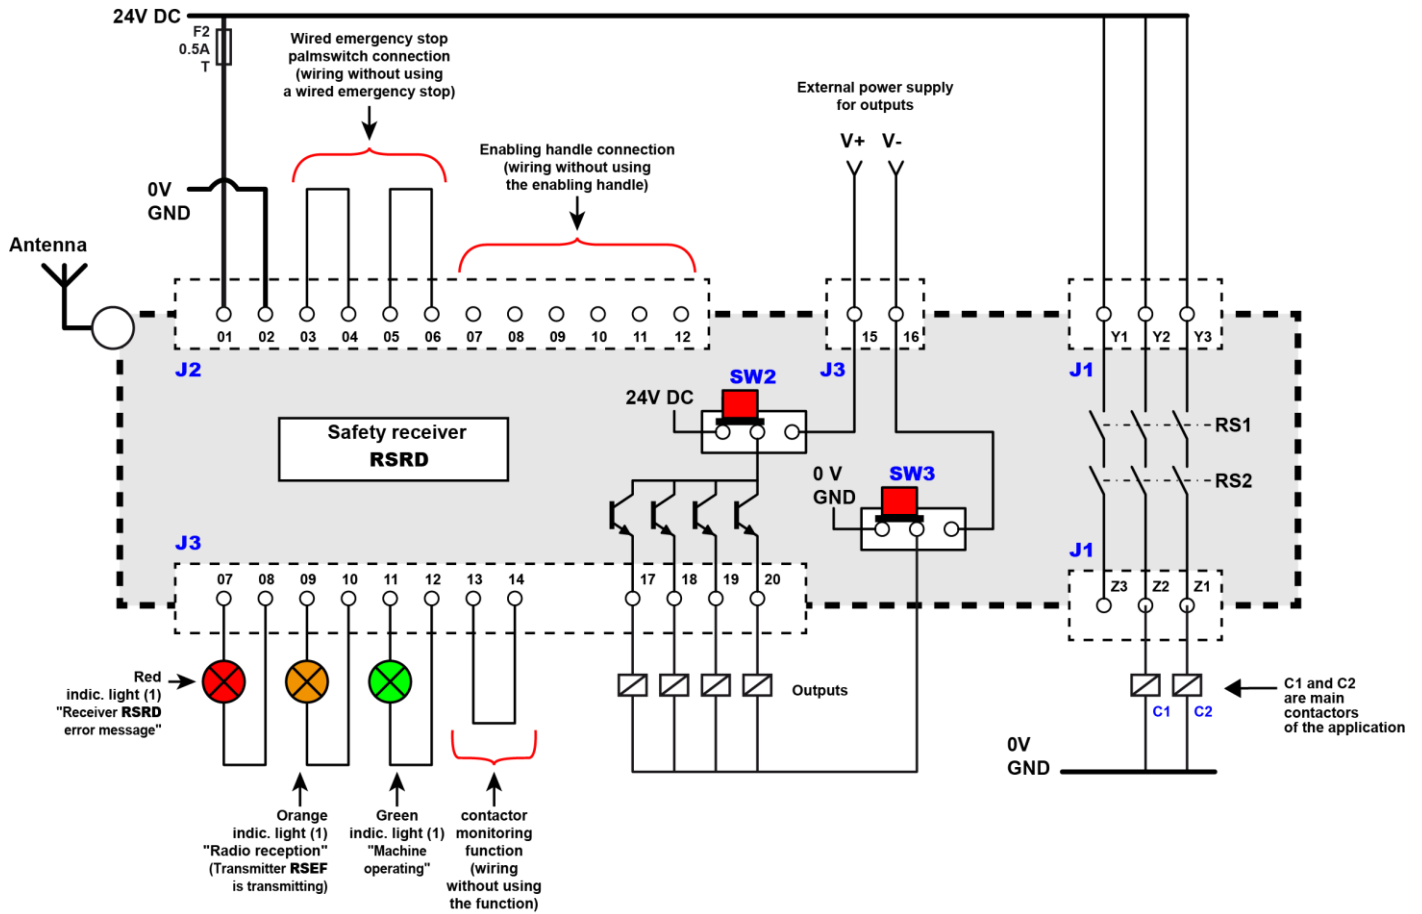 24V DC
F2
0.5A
T
Wired emergency stop
palmswitch connection
(wiring without using
a wired emergency stop)
Enabling handle connection
(wiring without using
the enabling handle)
External power supply
for outputs
V+ V-
0V
GND
Antenna
01 02 03 04 05 06 07 08 09 10 11 12
15 16
Y1 Y2 Y3
J2
J3
J1
SW2
24V DC
Safety receiver
RSRD
RS1
SW3
0 V
GND
RS2
J3
J1
07 08 09 10 11 12 13 14
17 18 19 20
Z3 Z2 Z1
Red
indic. light (1)
"Receiver RSRD
error message"
Outputs
C1 C2
C1 and C2
are main
contactors
of the application
0V
GND
Orange
indic. light (1)
"Radio reception"
(Transmitter RSEF
is transmitting)
Green
indic. light (1)
"Machine
operating"
contactor
monitoring
function
(wiring
without using
the function)